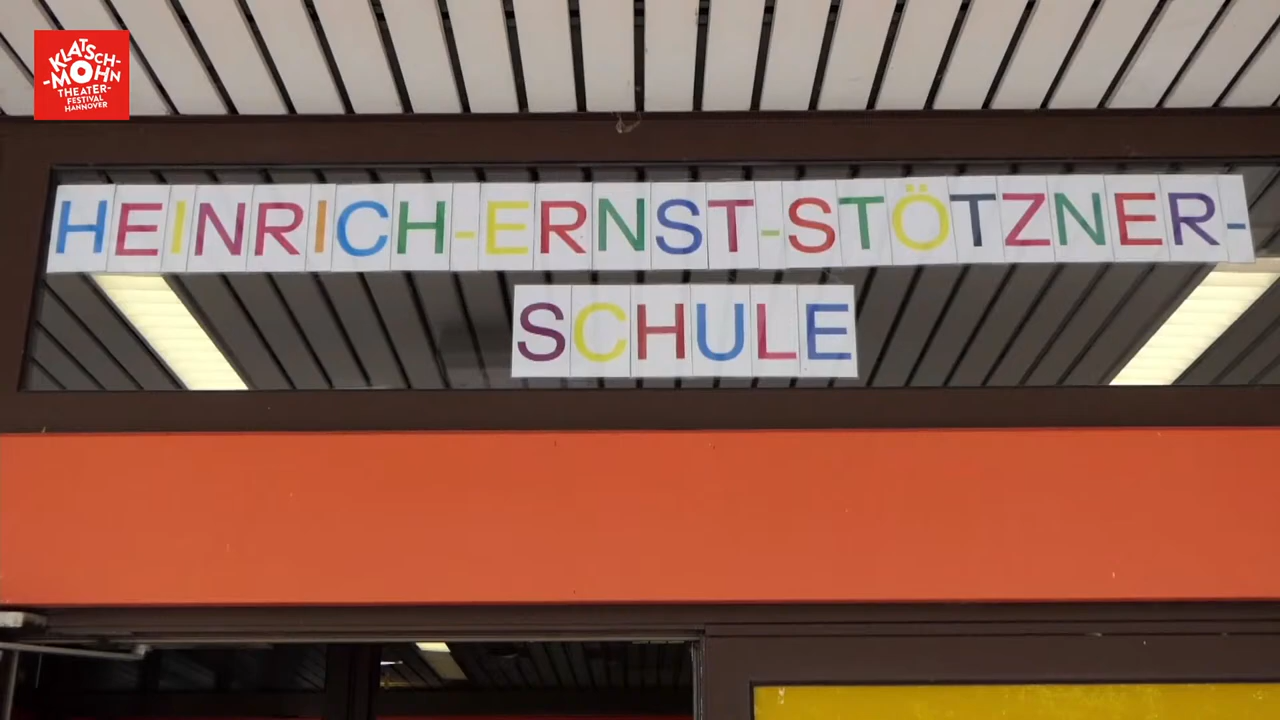 KLATSCH-
-MOHN
THEATER-
FESTIVAL
HANNOVER
HEINRICH-ERNST-STÖTZNER-
SCHULE